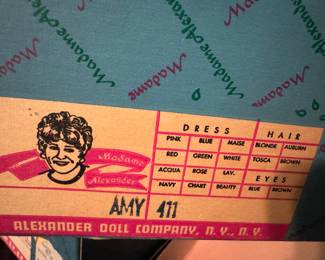 Madame Alexander
Madame Alexander
Madame
DRESS HAIR
PINK BLUE MAISE BLONDE AUBURN
RED GREEN WHITE TOSCA BROWN
ACQUA ROSE LAV. EYES
NAVY CHART BEAUTY BLUE BROWN
Madame
Alexander
AMY 411
ALEXANDER DOLL COMPANY, N. Y., N. Y.